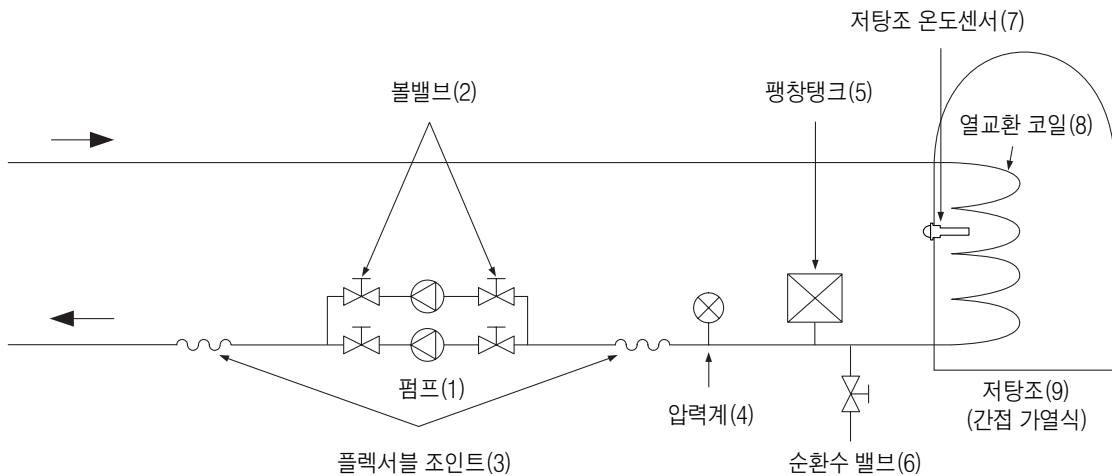 저탕조 온도센서(7)
볼밸브(2)
팽창탱크(5)
열교환 코일(8)
펌프(1)
압력계(4)
저탕조(9)
(간접 가열식)
플렉서블 조인트(3)
순환수 밸브(6)